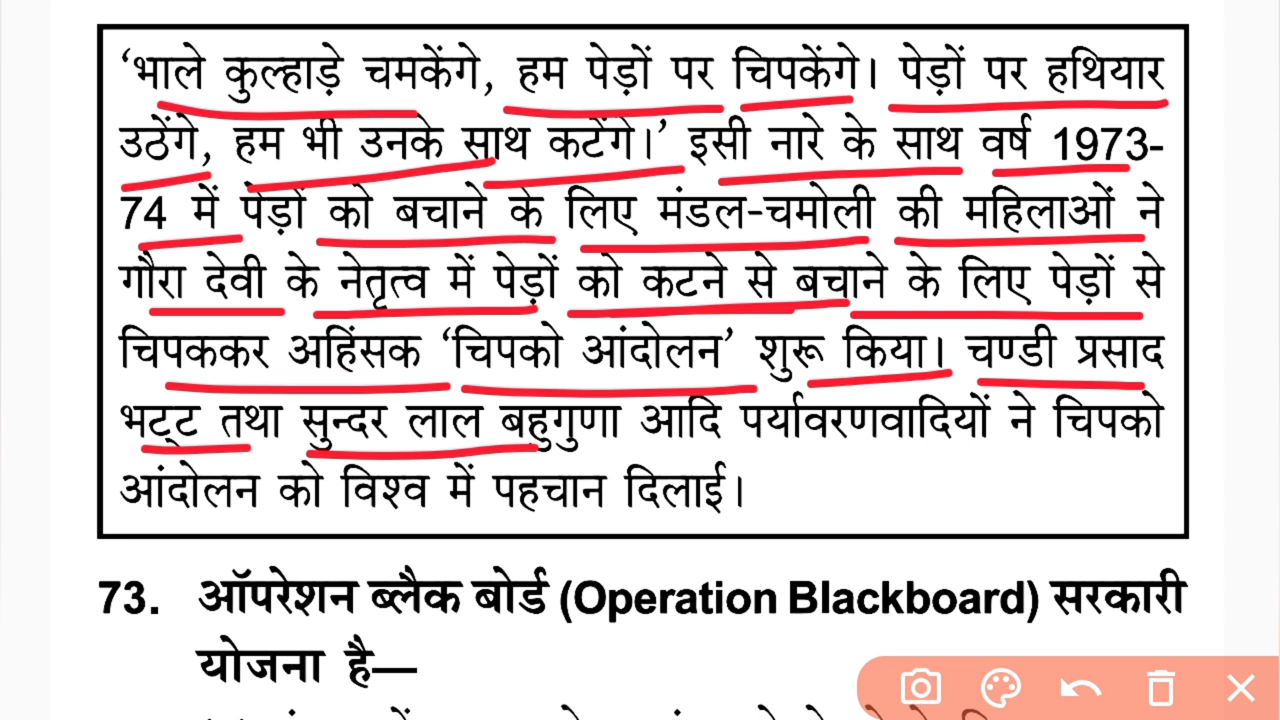 ‘भाले कुल्हाड़े चमकेंगे, हम पेड़ों पर चिपकेंगे। पेड़ों पर हथियार
उठेंगे, हम भी उनके साथ कटेंगे।’ इसी नारे के साथ वर्ष 1973-
74 में पेड़ों को बचाने के लिए मंडल-चमोली की महिलाओं ने
गौरा देवी के नेतृत्व में पेड़ों को कटने से बचाने के लिए पेड़ों से
चिपककर अहिंसक ‘चिपको आंदोलन’ शुरू किया। चण्डी प्रसाद
भट्ट तथा सुन्दर लाल बहुगुणा आदि पर्यावरणवादियों ने चिपको
आंदोलन को विश्व में पहचान दिलाई।
73. ऑपरेशन ब्लैक बोर्ड (Operation Blackboard) सरकारी
योजना है—